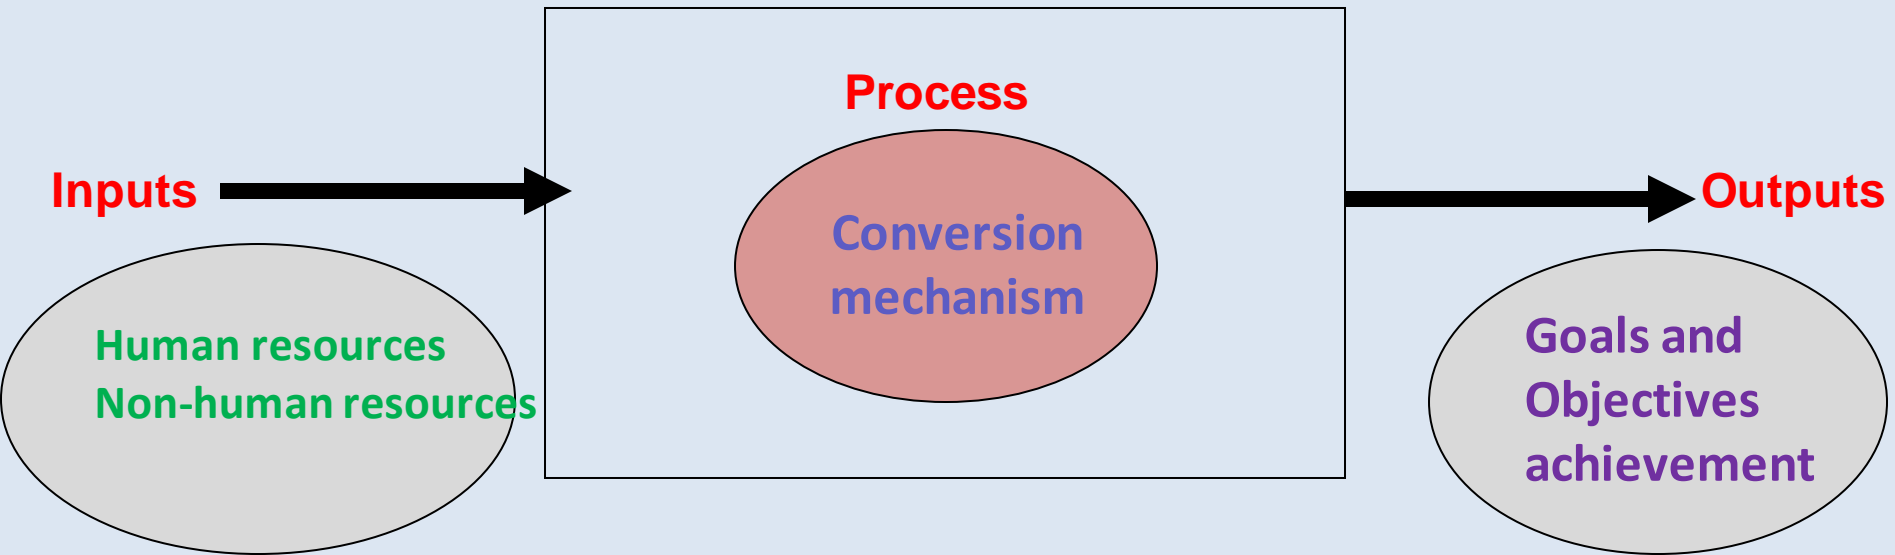 Process
Inputs
Outputs
Conversion
mechanism
Human resources
Non-human resources
Goals and
Objectives
achievement